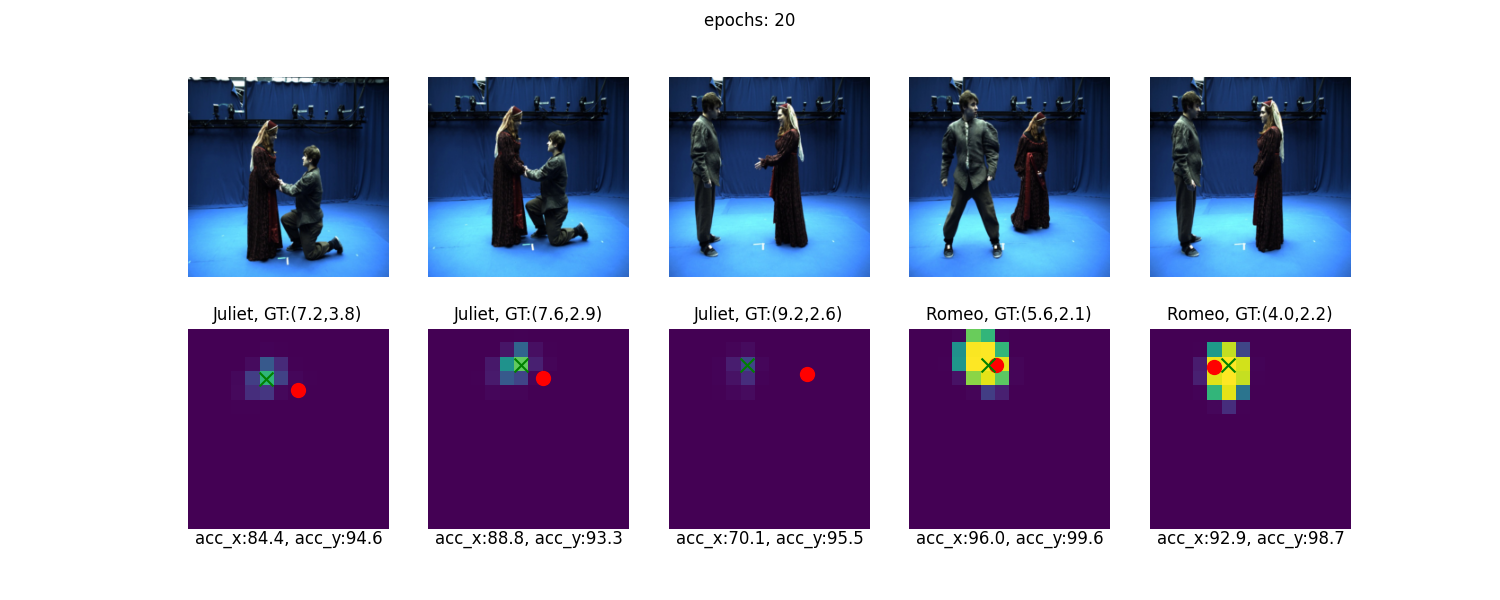 epochs: 20
Juliet, GT:(7.2,3.8)
Juliet, GT:(7.6,2.9)
Juliet, GT:(9.2,2.6)
Romeo, GT:(5.6,2.1)
Romeo, GT:(4.0,2.2)
acc_x:84.4, acc_y:94.6
acc_x:88.8, acc_y:93.3
acc_x:70.1, acc_y:95.5
acc_x:96.0, acc_y:99.6
acc_x:92.9, acc_y:98.7